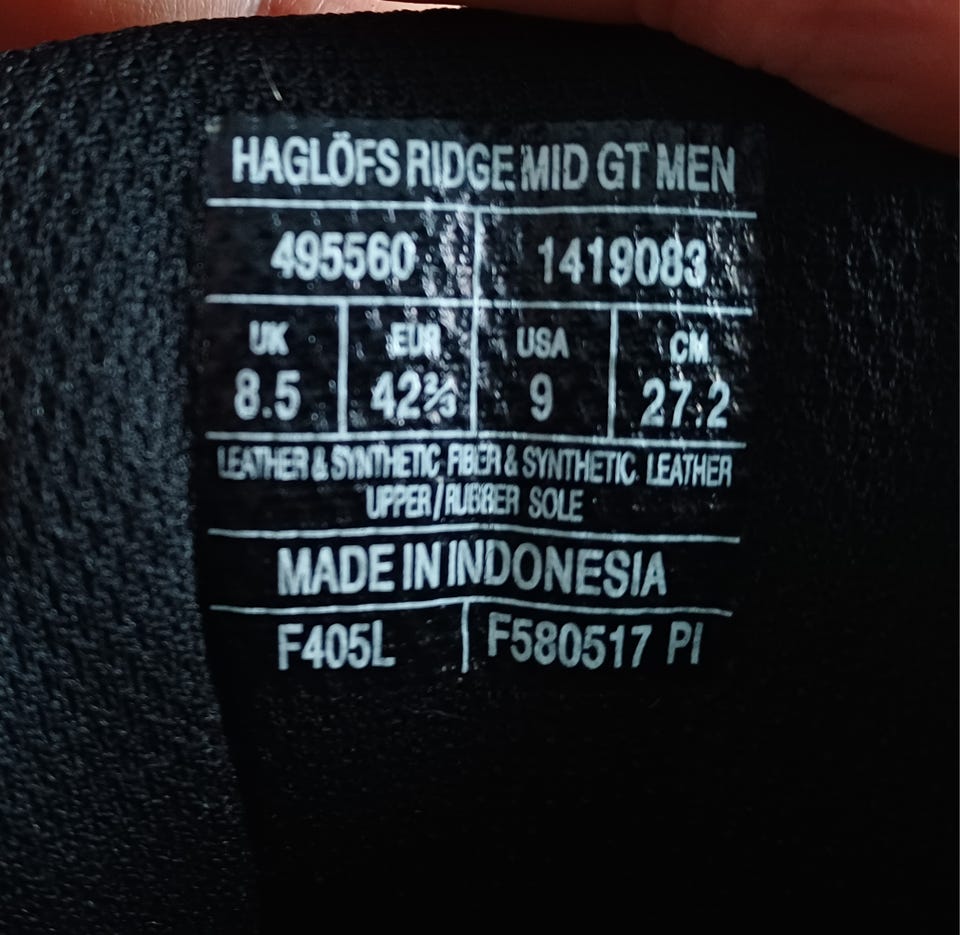 HAGLÖFS RIDGE MID GT MEN
495560 1419083
UK EUR USA CM
8.5 42⅔ 9 27.2
LEATHER & SYNTHETIC FIBER & SYNTHETIC LEATHER
UPPER/RUBBER SOLE
MADE IN INDONESIA
F405L F580517 PI